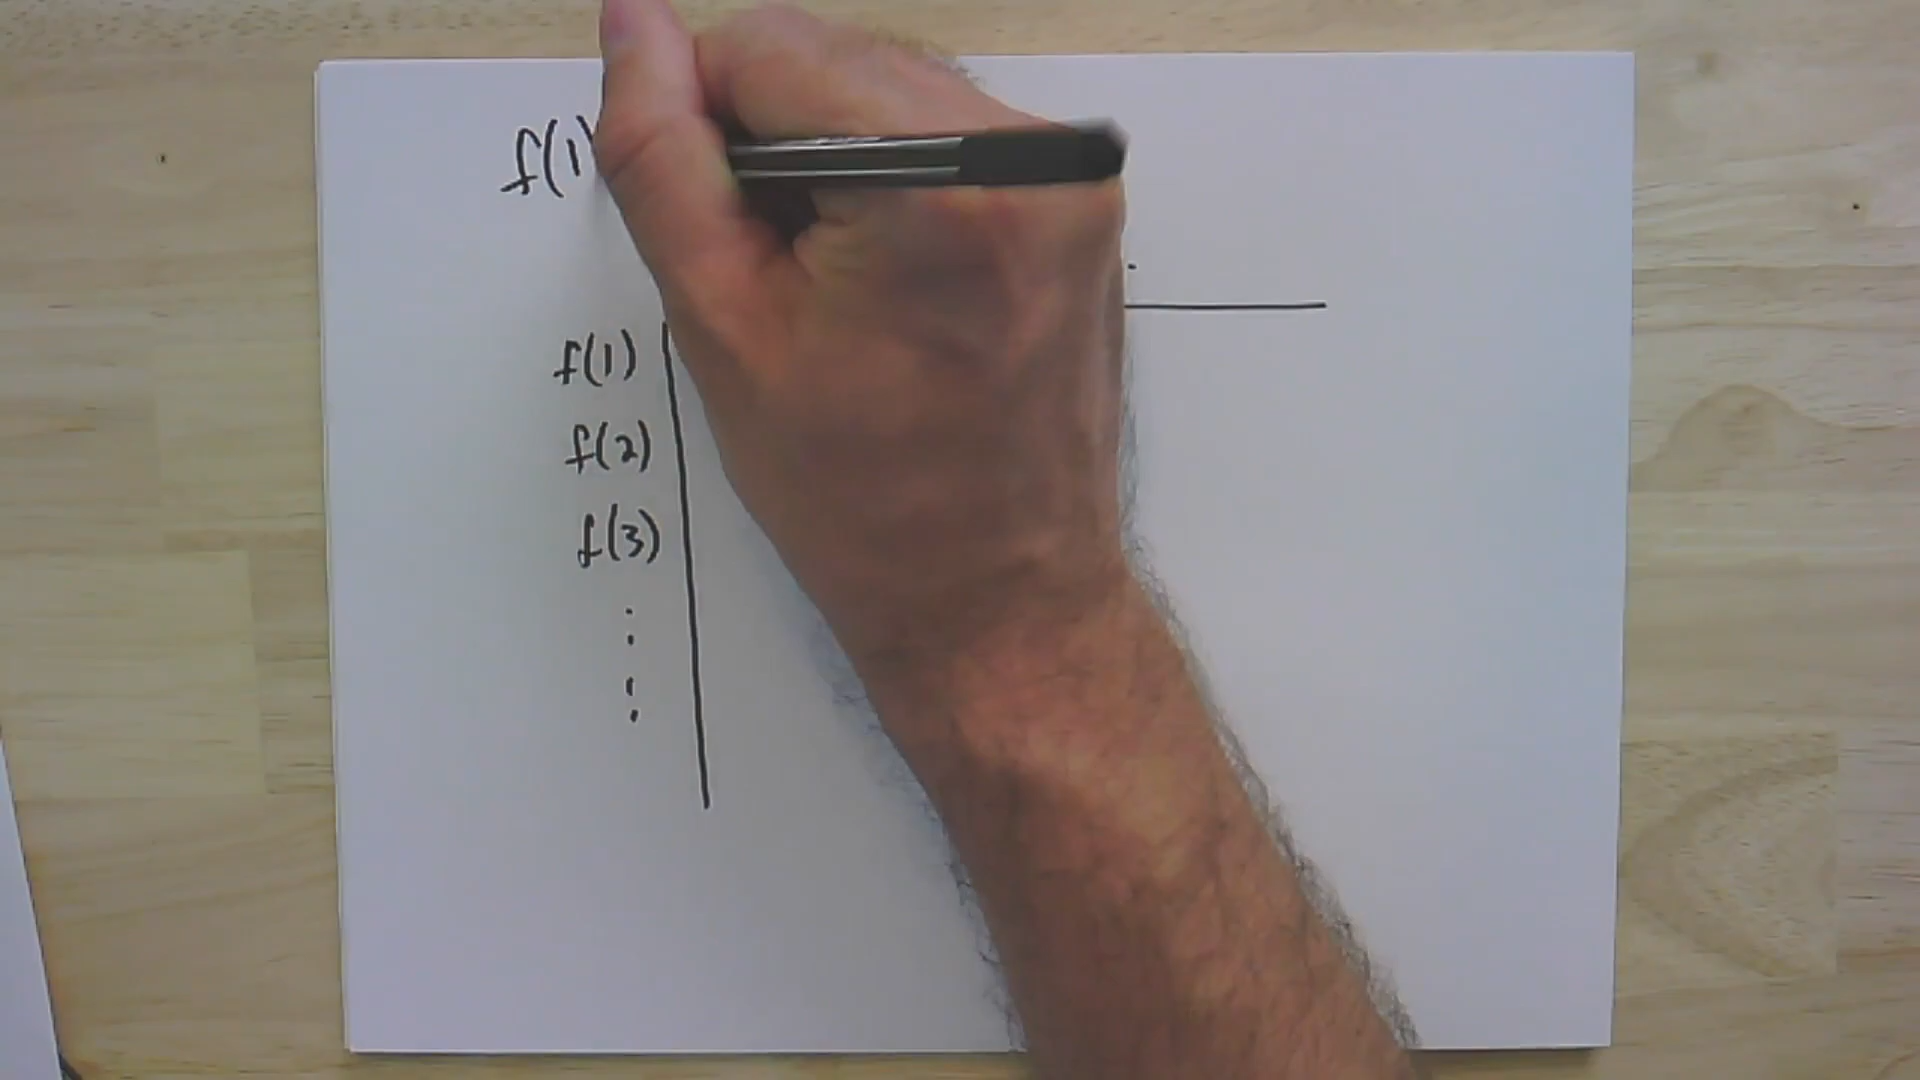 f(1)
f(1)
f(2)
f(3)
⋮
⋮